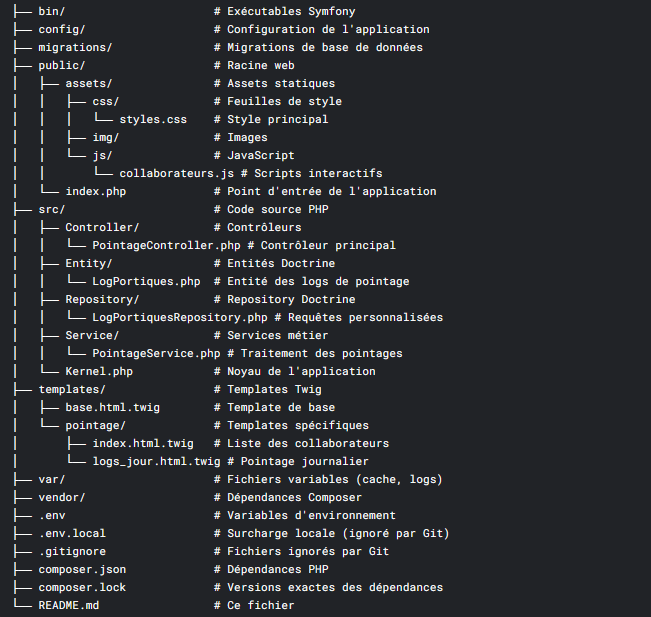 ├── bin/                      # Exécutables Symfony
├── config/                   # Configuration de l'application
├── migrations/               # Migrations de base de données
├── public/                   # Racine web
│   ├── assets/               # Assets statiques
│   │   ├── css/              # Feuilles de style
│   │   │   └── styles.css    # Style principal
│   │   ├── img/              # Images
│   │   └── js/               # JavaScript
│   │       └── collaborateurs.js # Scripts interactifs
│   └── index.php             # Point d'entrée de l'application
├── src/                      # Code source PHP
│   ├── Controller/           # Contrôleurs
│   │   └── PointageController.php # Contrôleur principal
│   ├── Entity/               # Entités Doctrine
│   │   └── LogPortiques.php  # Entité des logs de pointage
│   ├── Repository/           # Repository Doctrine
│   │   └── LogPortiquesRepository.php # Requêtes personnalisées
│   ├── Service/              # Services métier
│   │   └── PointageService.php # Traitement des pointages
│   └── Kernel.php            # Noyau de l'application
├── templates/                # Templates Twig
│   ├── base.html.twig        # Template de base
│   └── pointage/             # Templates spécifiques
│       ├── index.html.twig   # Liste des collaborateurs
│       └── logs_jour.html.twig # Pointage journalier
├── var/                      # Fichiers variables (cache, logs)
├── vendor/                   # Dépendances Composer
├── .env                      # Variables d'environnement
├── .env.local                # Surcharge locale (ignoré par Git)
├── .gitignore                # Fichiers ignorés par Git
├── composer.json             # Dépendances PHP
├── composer.lock             # Versions exactes des dépendances
└── README.md                 # Ce fichier